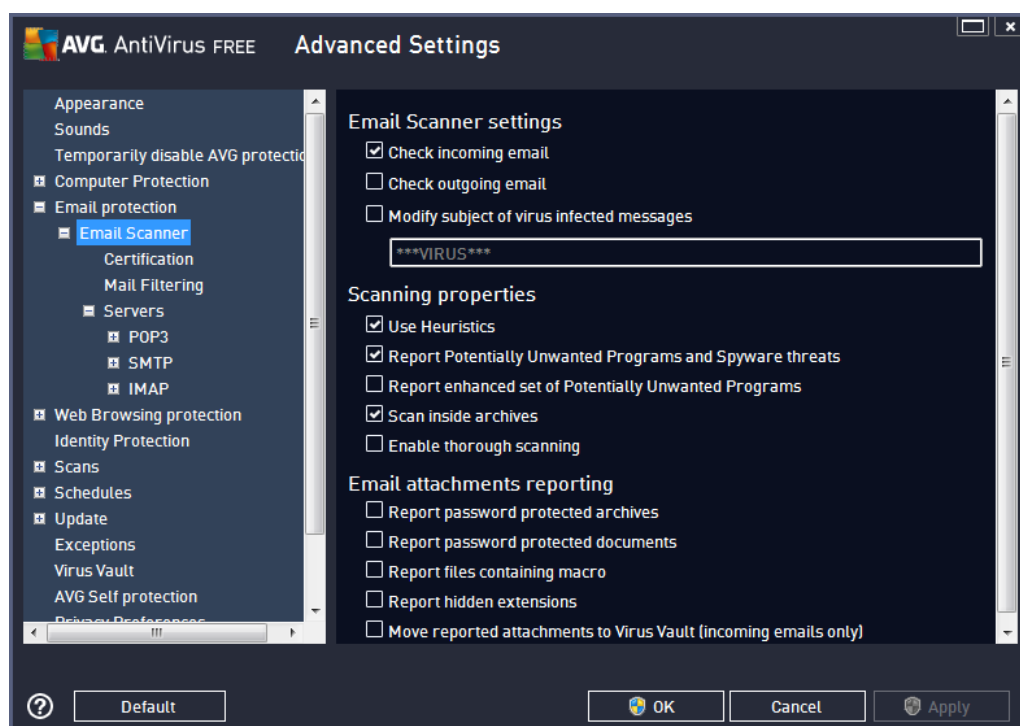 AVG. AntiVirus FREE Advanced Settings
Appearance
Sounds
Temporarily disable AVG protectio
Computer Protection
Email protection
Email Scanner
Certification
Mail Filtering
Servers
POP3
SMTP
IMAP
Web Browsing protection
Identity Protection
Scans
Schedules
Update
Exceptions
Virus Vault
AVG Self protection
Privacy Preferences
Email Scanner settings
Check incoming email
Check outgoing email
Modify subject of virus infected messages
***VIRUS***
Scanning properties
Use Heuristics
Report Potentially Unwanted Programs and Spyware threats
Report enhanced set of Potentially Unwanted Programs
Scan inside archives
Enable thorough scanning
Email attachments reporting
Report password protected archives
Report password protected documents
Report files containing macro
Report hidden extensions
Move reported attachments to Virus Vault (incoming emails only)
? Default OK Cancel Apply